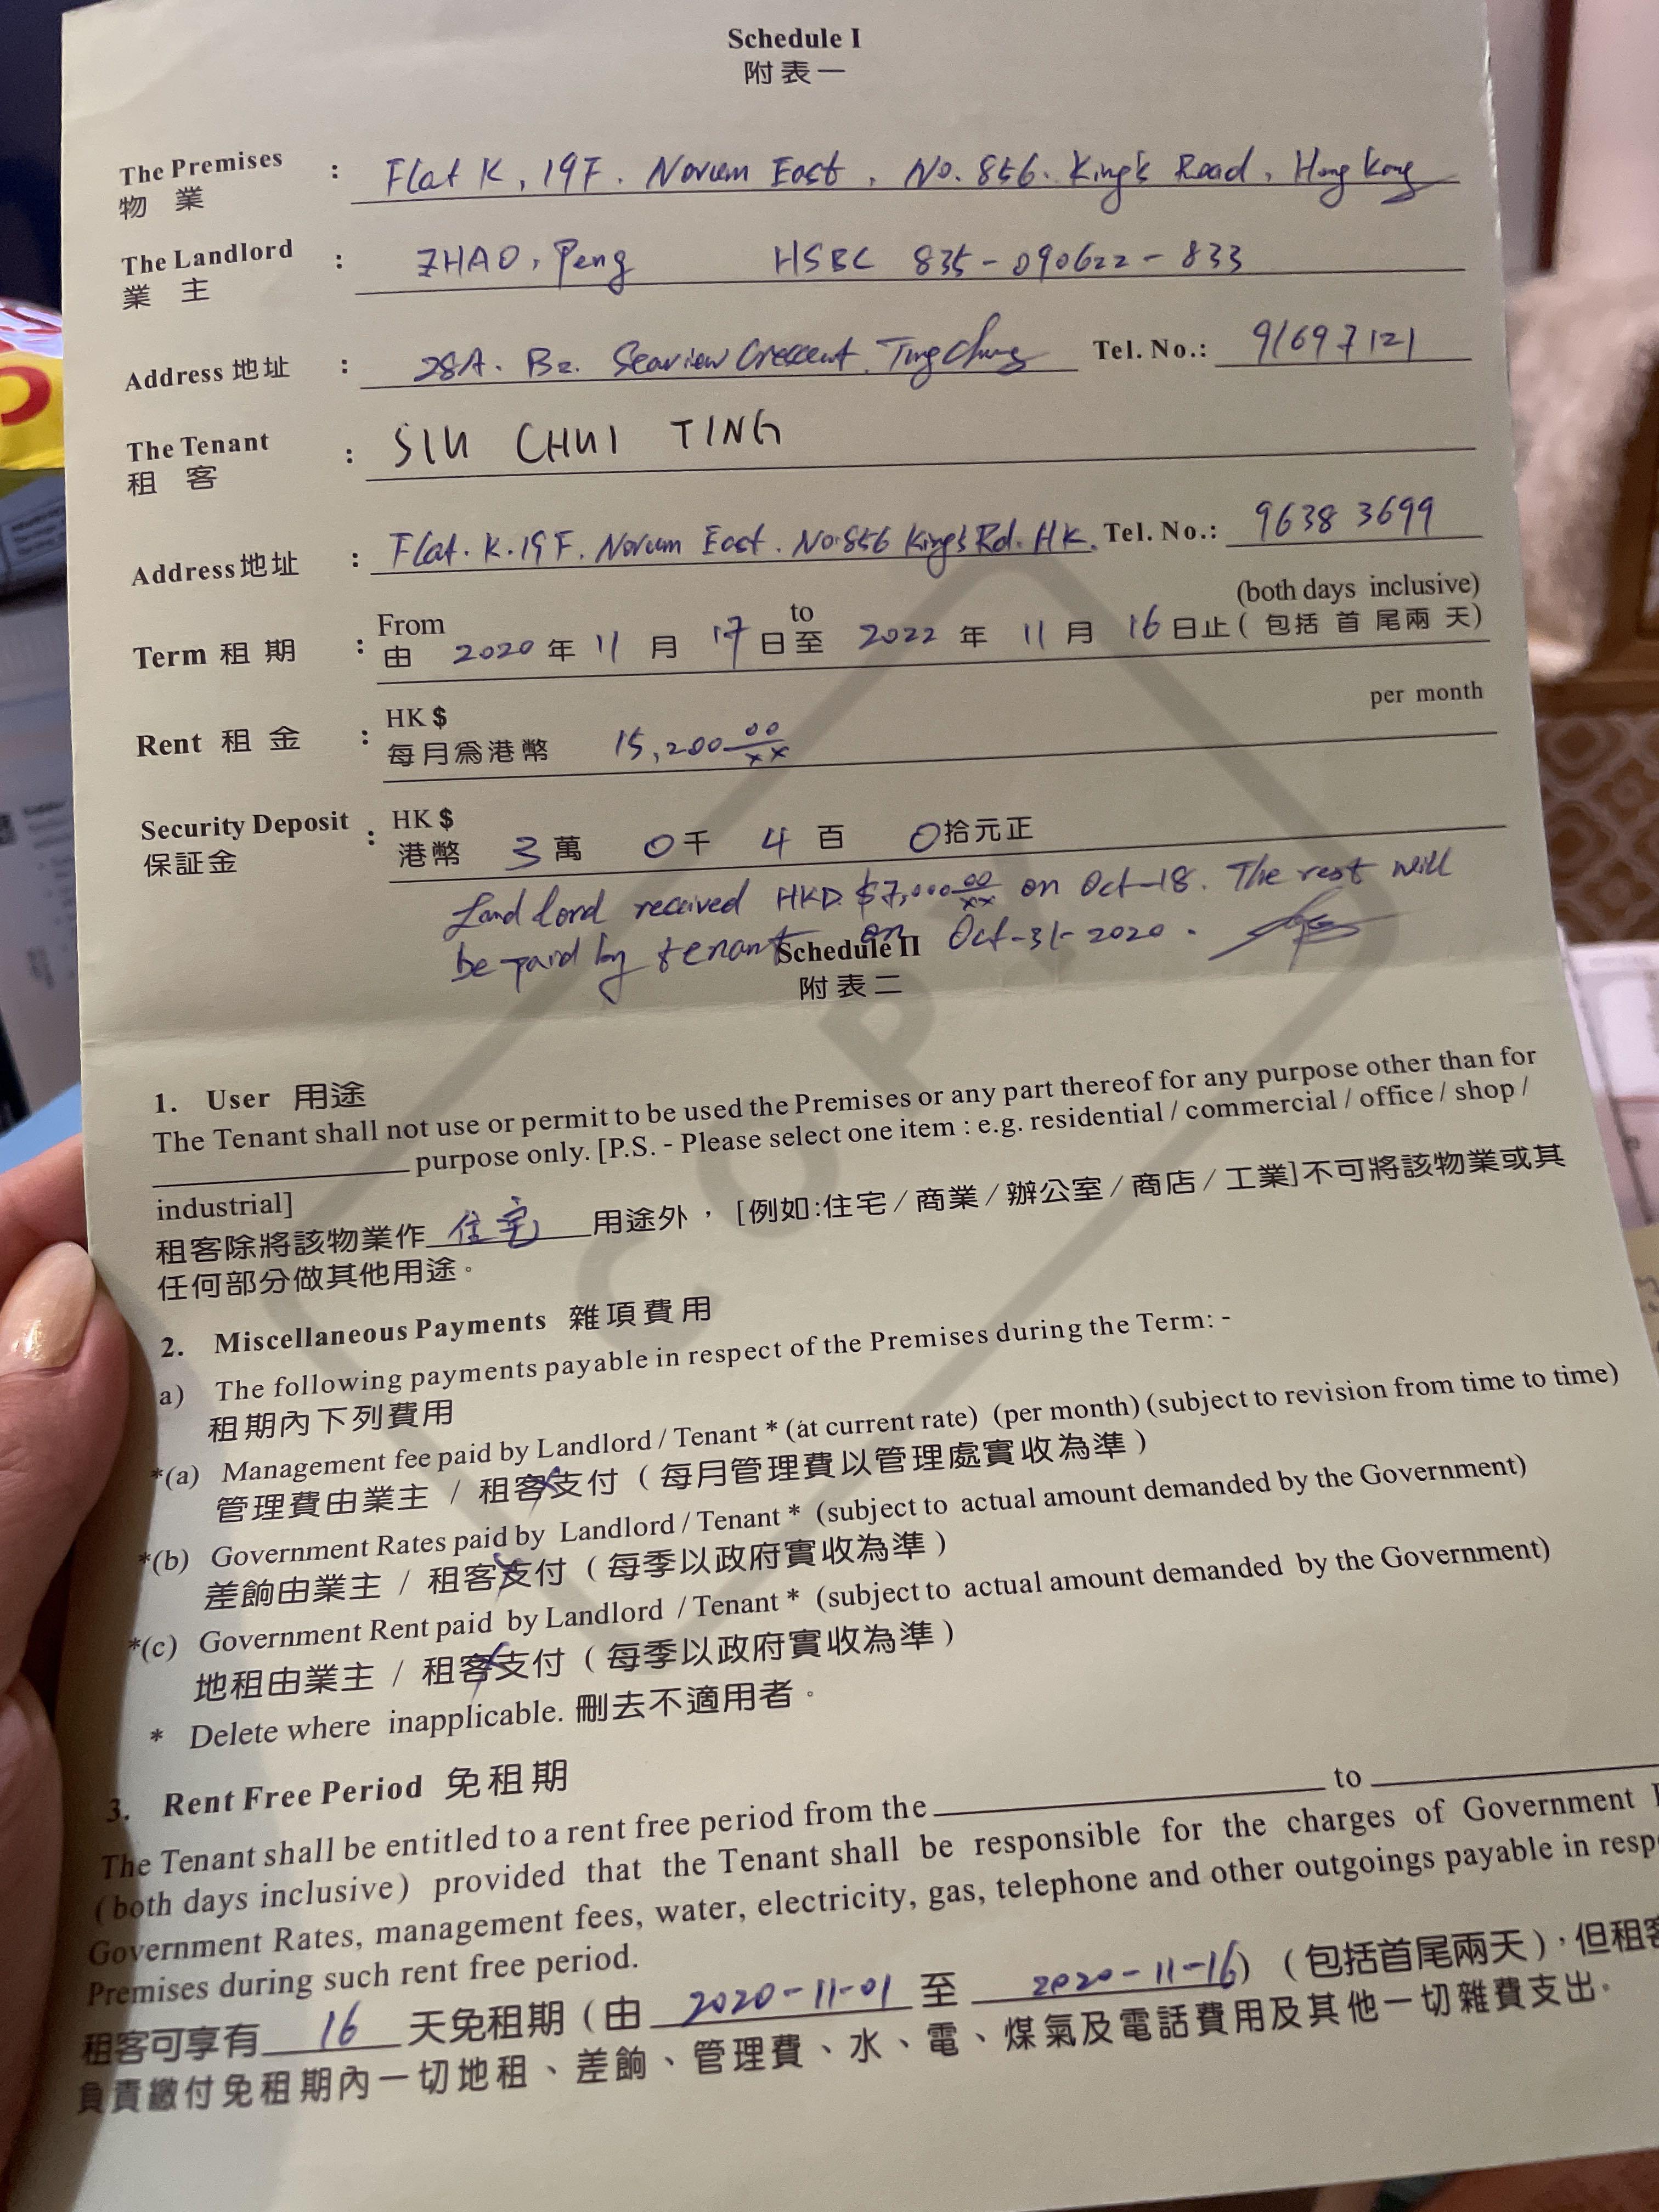 Schedule I
附表一
The Premises : Flat K, 19F. Novum East, No. 856. King's Road, Hong Kong
物業
The Landlord : ZHAO, Peng HSBC 835-090622-833
業主
Address 地址 : 28A. B2. Seaview Crescent. Tung Chung Tel. No.: 91697121
The Tenant : SIU CHUI TING
租客
Address 地址 : Flat. K. 19F. Novum East. No.856 King's Rd. HK. Tel. No.: 9638 3699
From to (both days inclusive)
Term 租期 : 由 2020 年 11 月 17 日至 2022 年 11 月 16 日止 ( 包括首尾兩天 )
HK $ per month
Rent 租金 : 每月為港幣 15,200 00/xx
Security Deposit : HK $
保証金 港幣 3 萬 0 千 4 百 0 拾元正
Landlord received HKD. $7,000 00/xx on Oct-18. The rest will
be paid by tenant on Oct-31-2020.
Schedule II
附表二
1. User 用途
The Tenant shall not use or permit to be used the Premises or any part thereof for any purpose other than for
purpose only. [P.S. - Please select one item : e.g. residential / commercial / office / shop /
industrial]
租客除將該物業作 住宅 用途外，[例如:住宅 / 商業 / 辦公室 / 商店 / 工業]不可將該物業或其
任何部分做其他用途。
2. Miscellaneous Payments 雜項費用
a) The following payments payable in respect of the Premises during the Term: -
租期內下列費用
*(a) Management fee paid by Landlord / Tenant * (at current rate) (per month) (subject to revision from time to time)
管理費由業主 / 租客支付 ( 每月管理費以管理處實收為準 )
*(b) Government Rates paid by Landlord / Tenant * (subject to actual amount demanded by the Government)
差餉由業主 / 租客支付 ( 每季以政府實收為準 )
*(c) Government Rent paid by Landlord / Tenant * (subject to actual amount demanded by the Government)
地租由業主 / 租客支付 ( 每季以政府實收為準 )
* Delete where inapplicable. 刪去不適用者。
3. Rent Free Period 免租期
The Tenant shall be entitled to a rent free period from the to
(both days inclusive) provided that the Tenant shall be responsible for the charges of Government
Government Rates, management fees, water, electricity, gas, telephone and other outgoings payable in
Premises during such rent free period.
租客可享有 16 天免租期 ( 由 2020-11-01 至 2020-11-16 ) ( 包括首尾兩天 )，但租客
負責繳付免租期內一切地租、差餉、管理費、水、電、煤氣及電話費用及其他一切雜費支出.
COPY